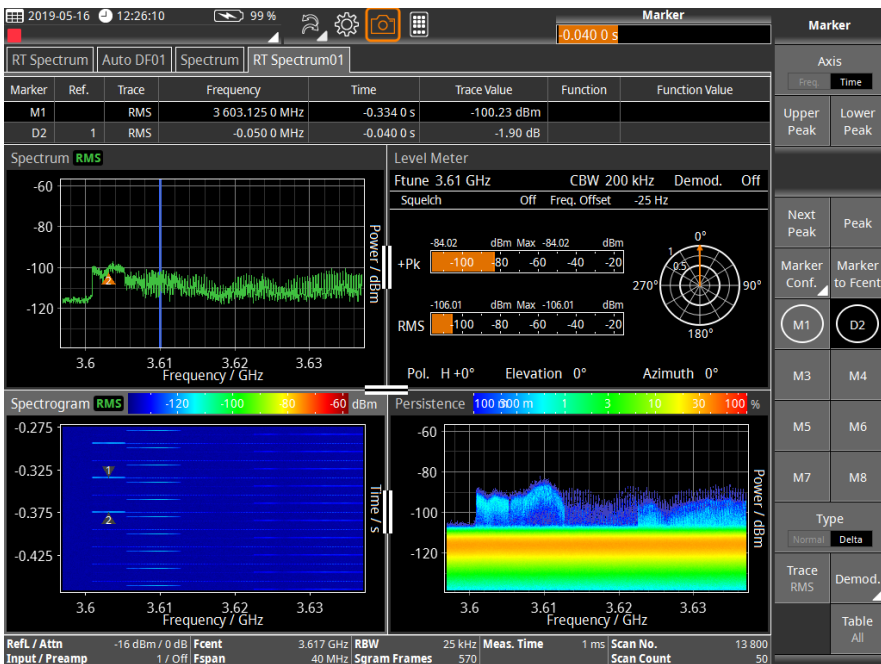 2019-05-16 12:26:10 99 %
Marker
-0.040 0 s
RT Spectrum Auto DF01 Spectrum RT Spectrum01
Marker Ref. Trace Frequency Time Trace Value Function Function Value
M1 RMS 3 603.125 0 MHz -0.334 0 s -100.23 dBm
D2 1 RMS -0.050 0 MHz -0.040 0 s -1.90 dB
Spectrum RMS
-60
-80
-100
-120
2
3.6 3.61 3.62 3.63
Frequency / GHz
Power / dBm
Level Meter
Ftune 3.61 GHz CBW 200 kHz Demod. Off
Squelch Off Freq. Offset -25 Hz
-84.02 dBm Max -84.02 dBm
+Pk -100 -80 -60 -40 -20
-106.01 dBm Max -106.01 dBm
RMS -100 -80 -60 -40 -20
0°
1
0.5
270° 90°
180°
Pol. H +0° Elevation 0° Azimuth 0°
Spectrogram RMS -120 -100 -80 -60 dBm
-0.275
-0.325
-0.375
-0.425
1
2
3.6 3.61 3.62 3.63
Frequency / GHz
Time / s
Persistence 100 m 1 3 10 30 100 %
-60
-80
-100
-120
3.6 3.61 3.62 3.63
Frequency / GHz
Power / dBm
RefL / Attn -16 dBm / 0 dB Fcent 3.617 GHz RBW 25 kHz Meas. Time 1 ms Scan No. 13 800
Input / Preamp 1 / Off Fspan 40 MHz Sgram Frames 570 Scan Count 50
Marker
Axis
Freq. Time
Upper Peak
Lower Peak
Next Peak
Peak
Marker Conf.
Marker to Fcent
M1 D2
M3 M4
M5 M6
M7 M8
Type
Normal Delta
Trace RMS
Demod.
Table All